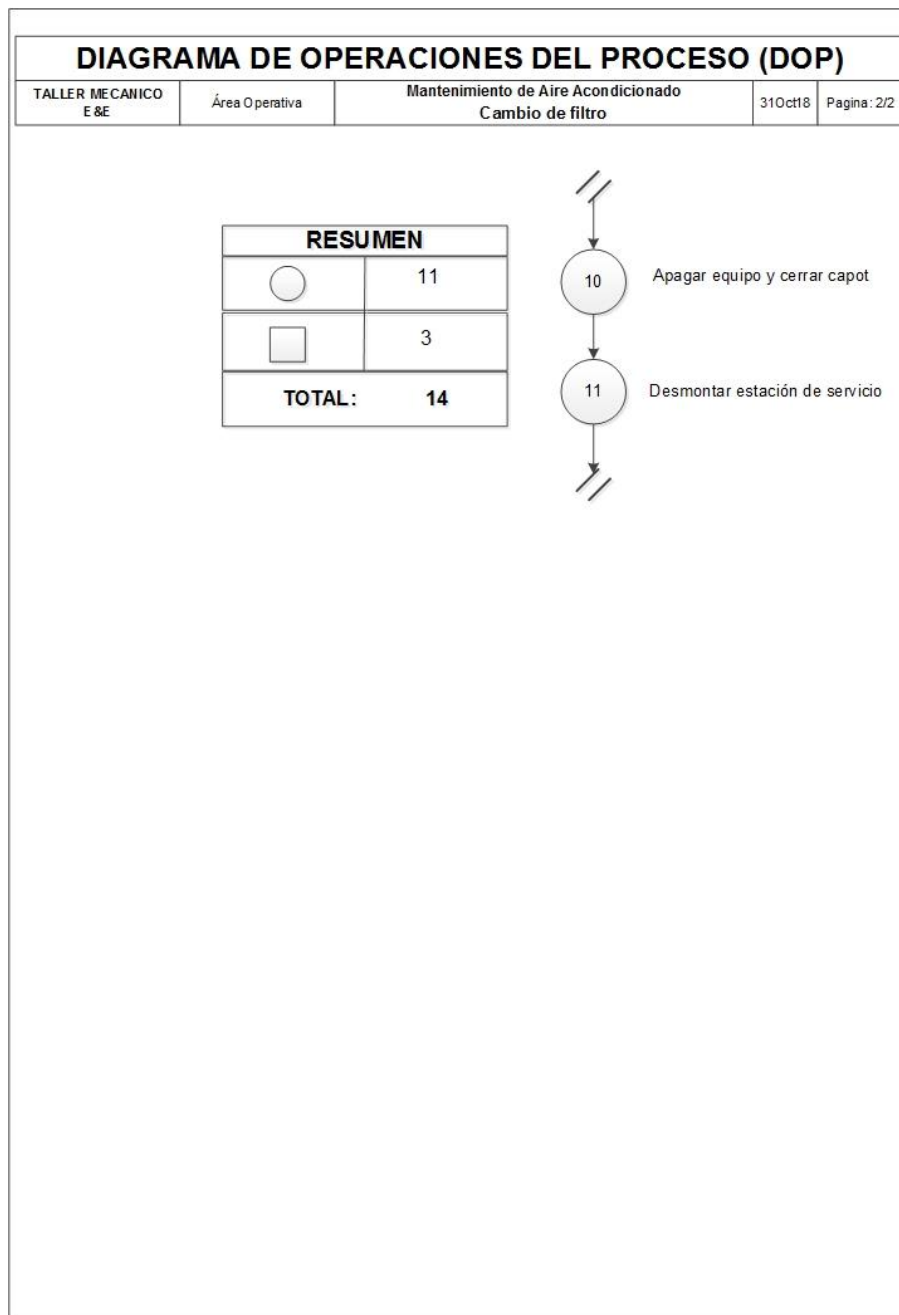 DIAGRAMA DE OPERACIONES DEL PROCESO (DOP)
TALLER MECANICO
E&E
Área Operativa
Mantenimiento de Aire Acondicionado
Cambio de filtro
31Oct18
Pagina: 2/2
RESUMEN
11
3
TOTAL: 14
10
Apagar equipo y cerrar capot
11
Desmontar estación de servicio